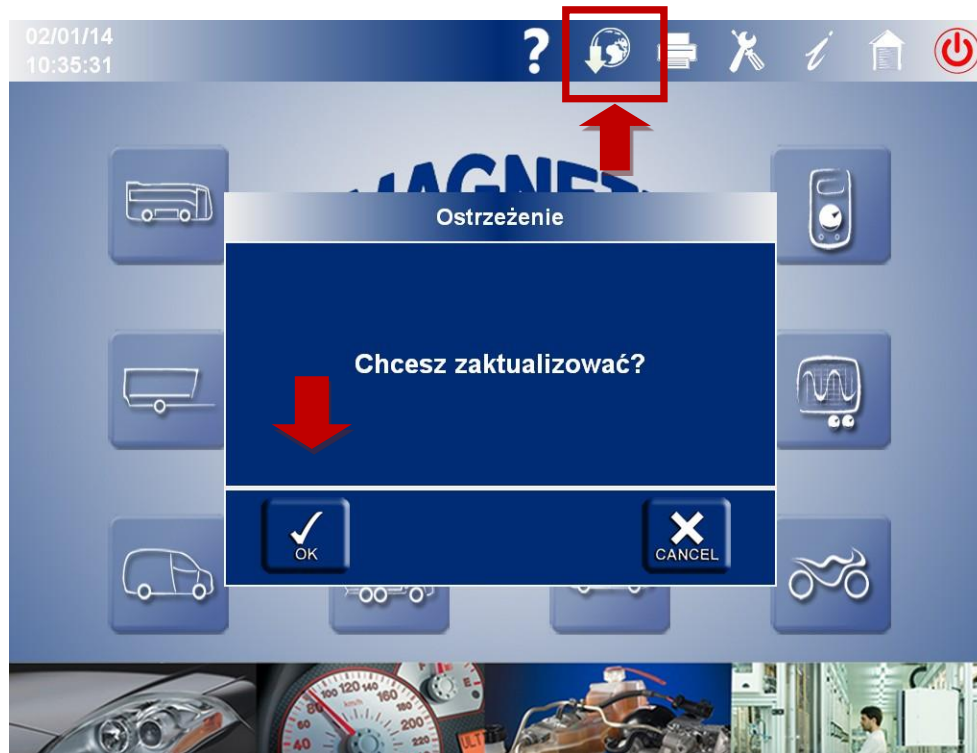 02/01/14
10:35:31
?
i
Ostrzeżenie
Chcesz zaktualizować?
OK
CANCEL